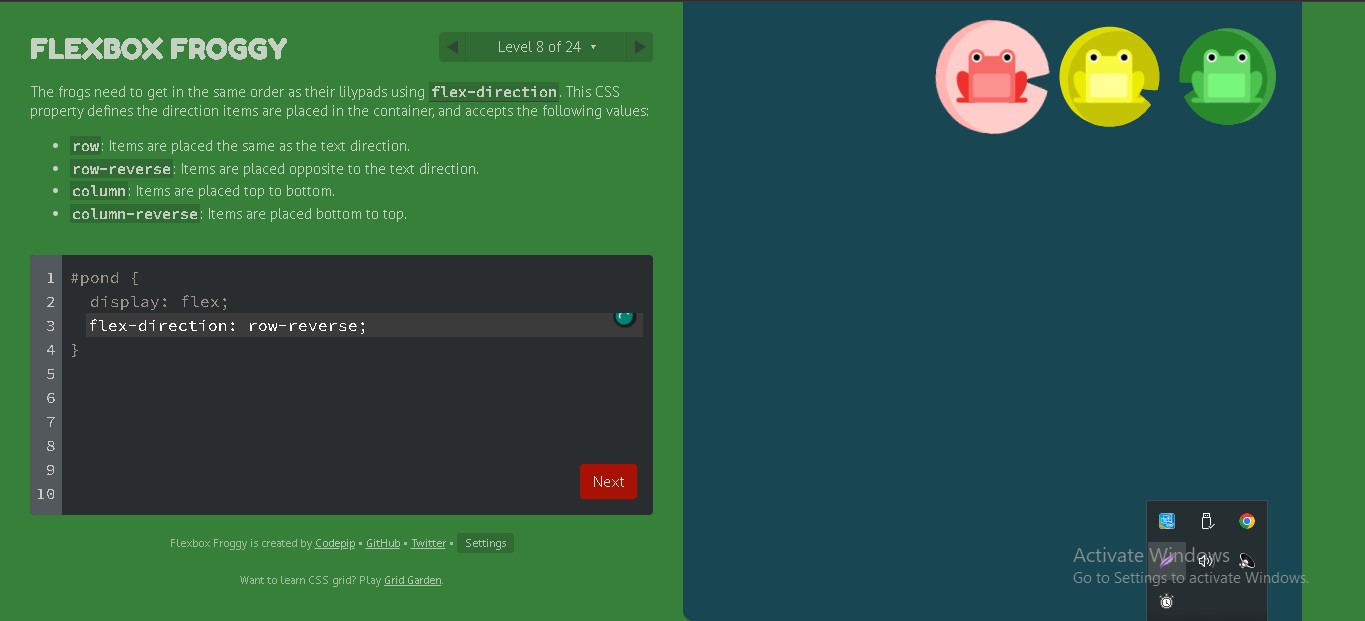 FLEXBOX FROGGY
Level 8 of 24
The frogs need to get in the same order as their lilypads using flex-direction. This CSS
property defines the direction items are placed in the container, and accepts the following values:
• row: Items are placed the same as the text direction.
• row-reverse: Items are placed opposite to the text direction.
• column: Items are placed top to bottom.
• column-reverse: Items are placed bottom to top.
1 #pond {
2 display: flex;
3 flex-direction: row-reverse;
4 }
5
6
7
8
9
10
Next
Flexbox Froggy is created by Codepip • GitHub • Twitter • Settings
Want to learn CSS grid? Play Grid Garden.
Activate Windows
Go to Settings to activate Windows.